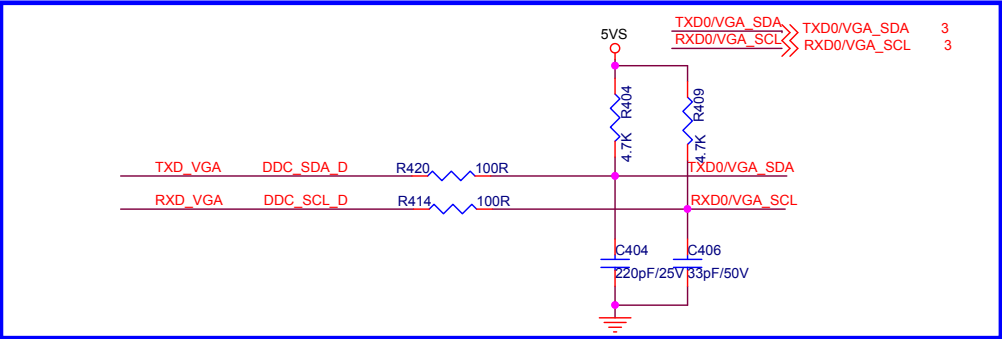 TXD0/VGA_SDA TXD0/VGA_SDA 3
5VS
RXD0/VGA_SCL RXD0/VGA_SCL 3
R404
R409
4.7K
4.7K
TXD_VGA DDC_SDA_D R420 100R TXD0/VGA_SDA
RXD_VGA DDC_SCL_D R414 100R RXD0/VGA_SCL
C404 C406
220pF/25V 33pF/50V